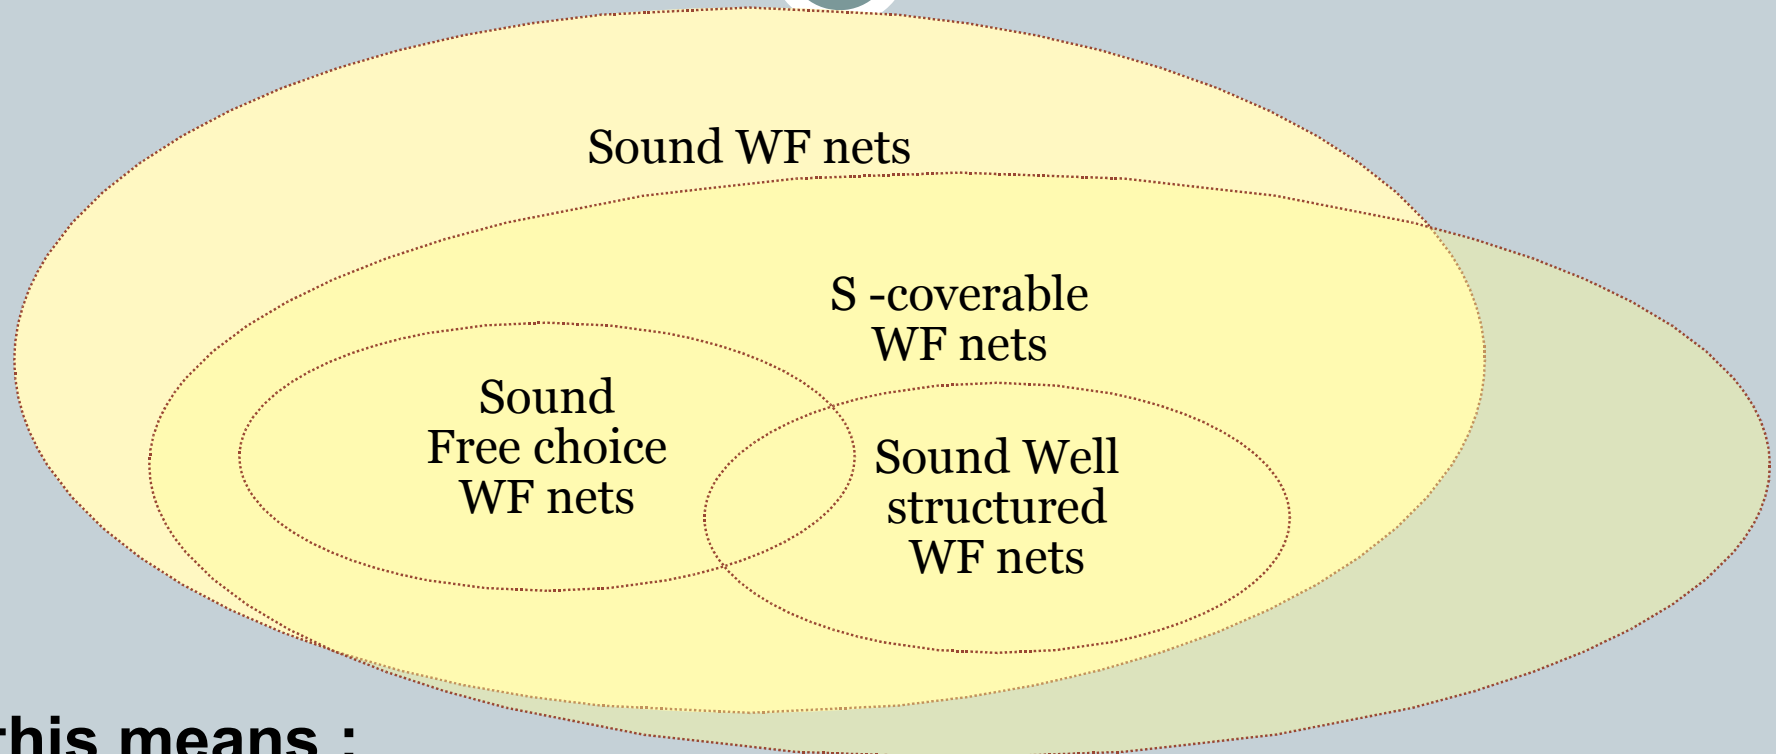 Sound WF nets
S -coverable
WF nets
Sound
Free choice
WF nets
Sound Well
structured
WF nets
this means :